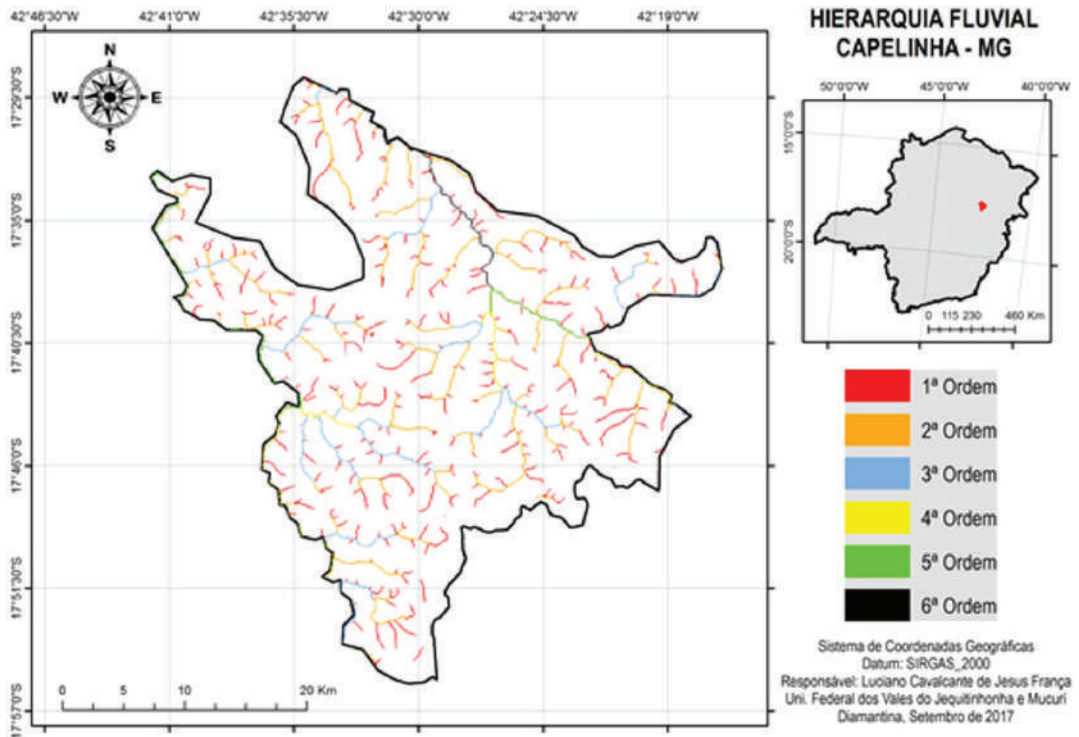 42°46'30"W 42°41'0"W 42°35'30"W 42°30'0"W 42°24'30"W 42°19'0"W
HIERARQUIA FLUVIAL
CAPELINHA - MG
N
W E
S
17°29'30"S
17°35'0"S
17°40'30"S
17°46'0"S
17°51'30"S
17°57'0"S
0 5 10 20 Km
50°0'0"W 45°0'0"W 40°0'0"W
15°0'0"S
20°0'0"S
0 115 230 460 Km
1ª Ordem
2ª Ordem
3ª Ordem
4ª Ordem
5ª Ordem
6ª Ordem
Sistema de Coordenadas Geográficas
Datum: SIRGAS_2000
Responsável: Luciano Cavalcante de Jesus França
Uni. Federal dos Vales do Jequitinhonha e Mucuri
Diamantina, Setembro de 2017